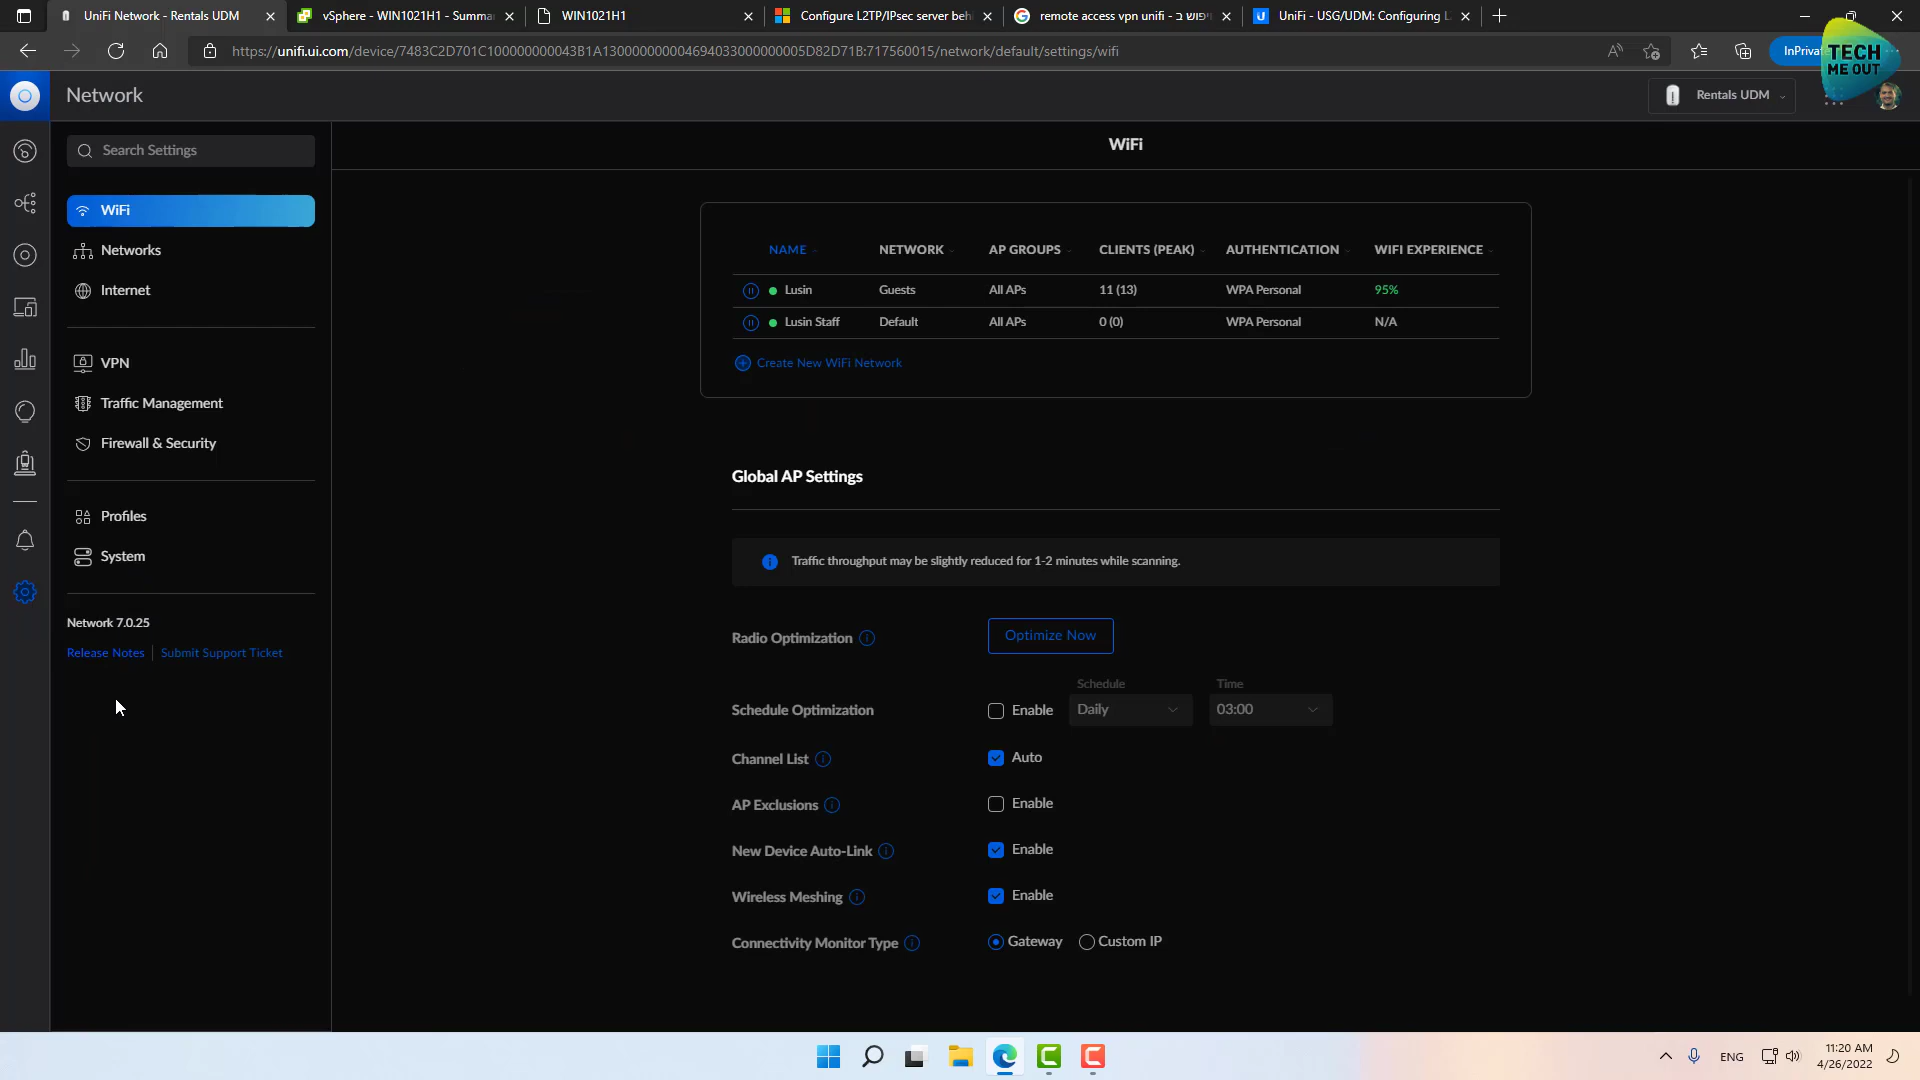 UniFi Network - Rentals UDM
vSphere - WIN1021H1 - Summa
WIN1021H1
Configure L2TP/IPsec server behi
remote access vpn unifi - חיפוש ב
UniFi - USG/UDM: Configuring L
https://unifi.ui.com/device/7483C2D701C100000000043B1A13000000000469403300000005D82D71B:717560015/network/default/settings/wifi
InPrivate
TECH
ME OUT
Network
Rentals UDM
Search Settings
WiFi
WiFi
Networks
Internet
VPN
Traffic Management
Firewall & Security
Profiles
System
Network 7.0.25
Release Notes
Submit Support Ticket
NAME NETWORK AP GROUPS CLIENTS (PEAK) AUTHENTICATION WIFI EXPERIENCE
Lusin Guests All APs 11 (13) WPA Personal 95%
Lusin Staff Default All APs 0 (0) WPA Personal N/A
Create New WiFi Network
Global AP Settings
Traffic throughput may be slightly reduced for 1-2 minutes while scanning.
Radio Optimization Optimize Now
Schedule Time
Schedule Optimization Enable Daily 03:00
Channel List Auto
AP Exclusions Enable
New Device Auto-Link Enable
Wireless Meshing Enable
Connectivity Monitor Type Gateway Custom IP
ENG
11:20 AM
4/26/2022